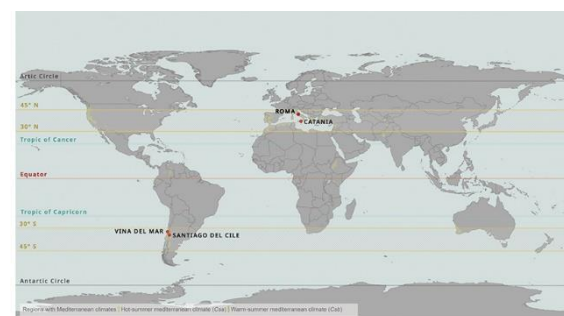 Artic Circle
45° N
ROMA
CATANIA
30° N
Tropic of Cancer
Equator
Tropic of Capricorn
30° S
VINA DEL MAR
SANTIAGO DEL CILE
45° S
Antartic Circle
Regions with Mediterranean climates | Hot-summer mediterranean climate (Csa) | Warm-summer mediterranean climate (Csb)